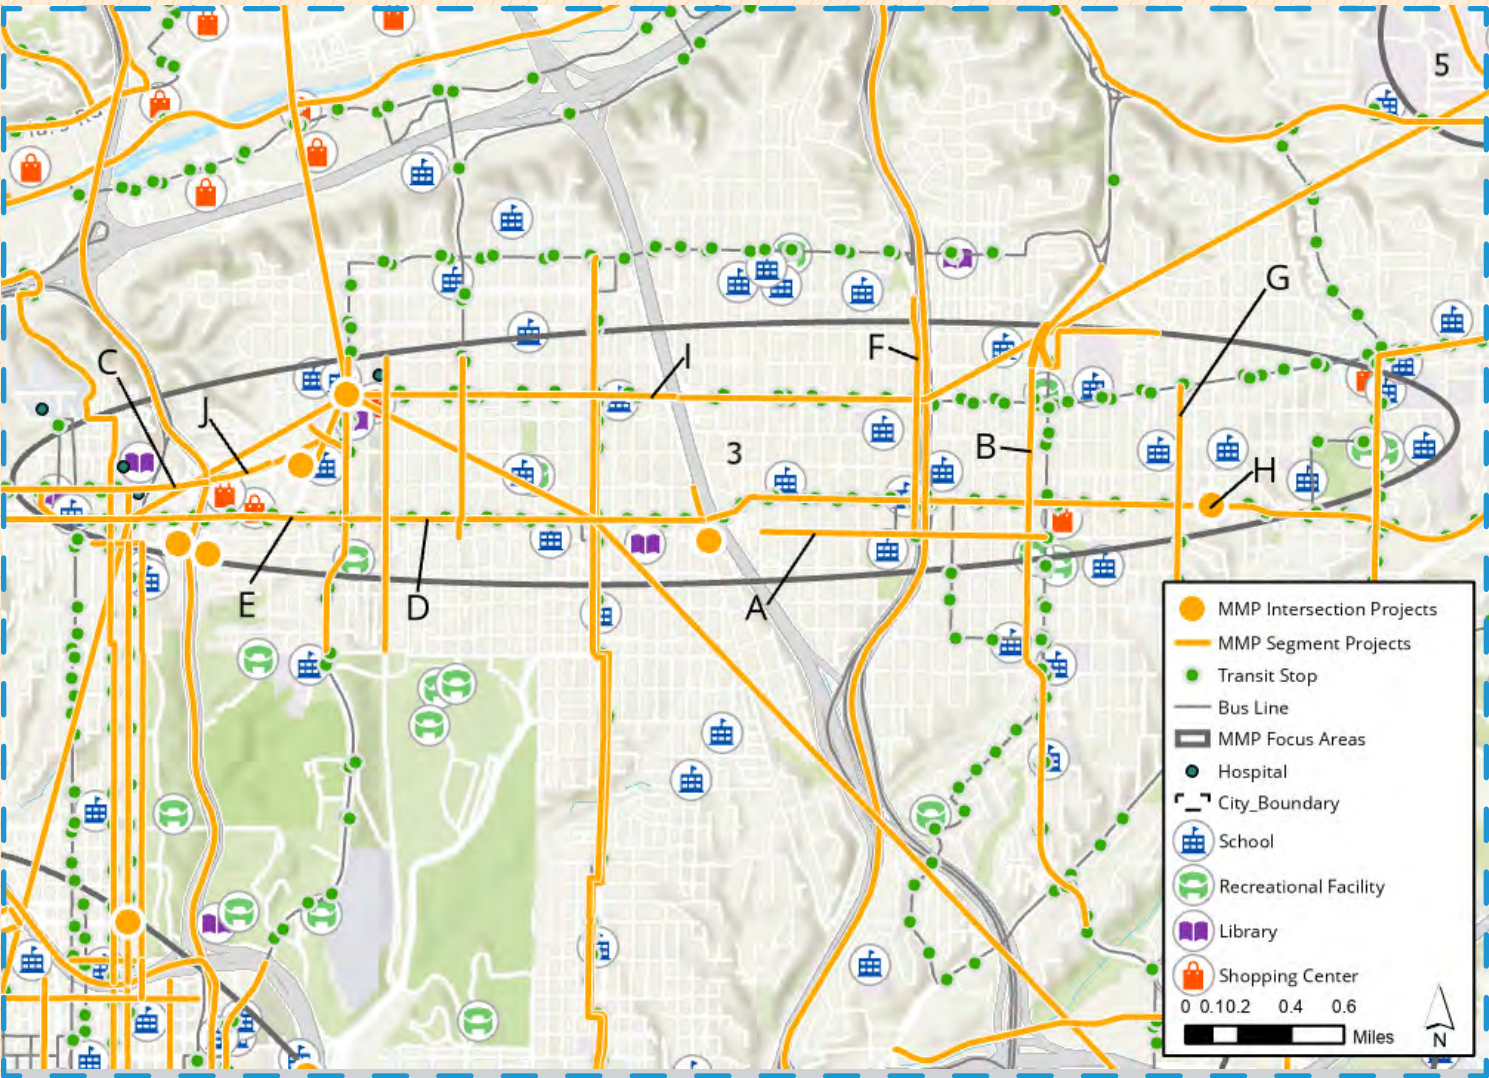 5
G
C
F
I
J
3
B
H
E
D
A
MMP Intersection Projects
MMP Segment Projects
Transit Stop
Bus Line
MMP Focus Areas
Hospital
City_Boundary
School
Recreational Facility
Library
Shopping Center
0 0.10.2 0.4 0.6
Miles
N